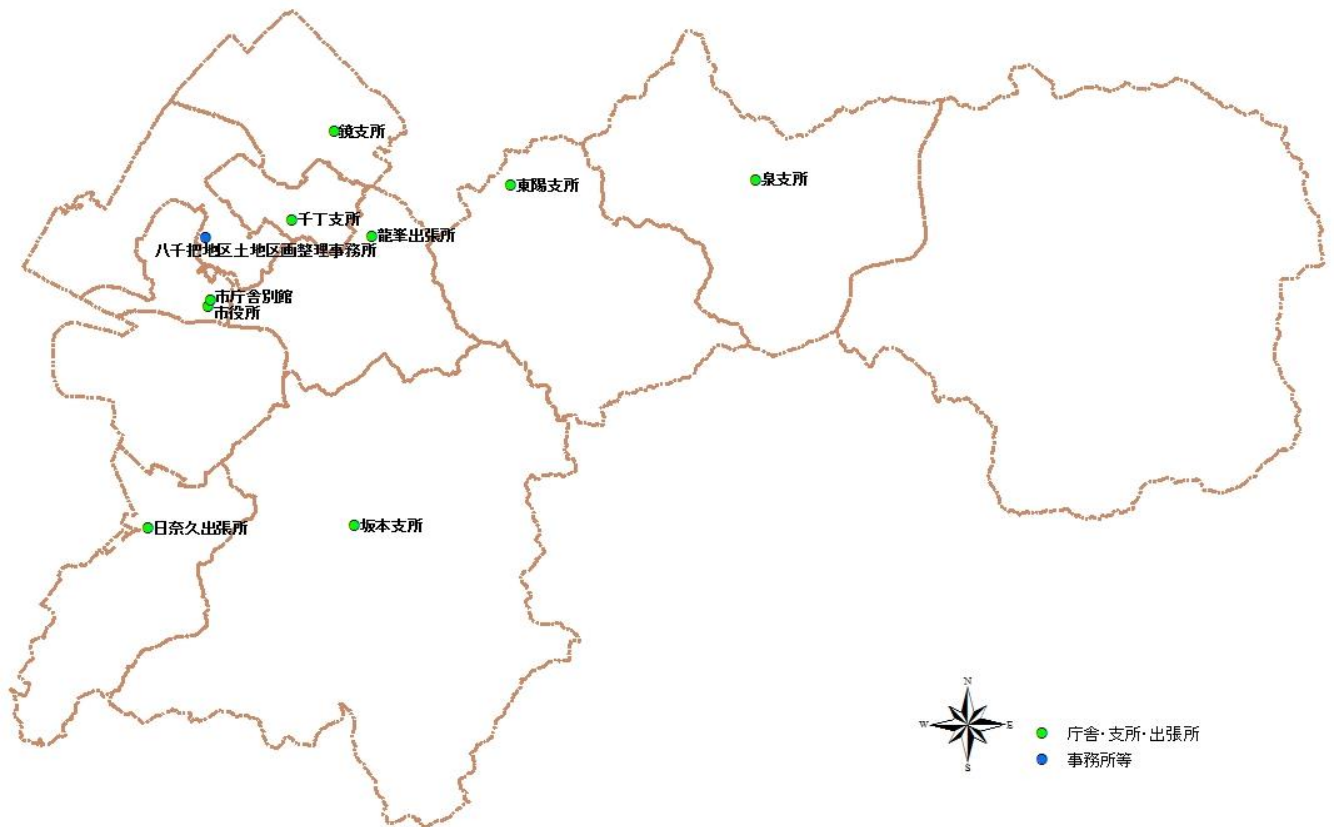 鏡支所
東陽支所
泉支所
千丁支所
龍峯出張所
八千把地区土地区画整理事務所
市庁舎別館
市役所
日奈久出張所
坂本支所
N
W
E
S
庁舎・支所・出張所
事務所等